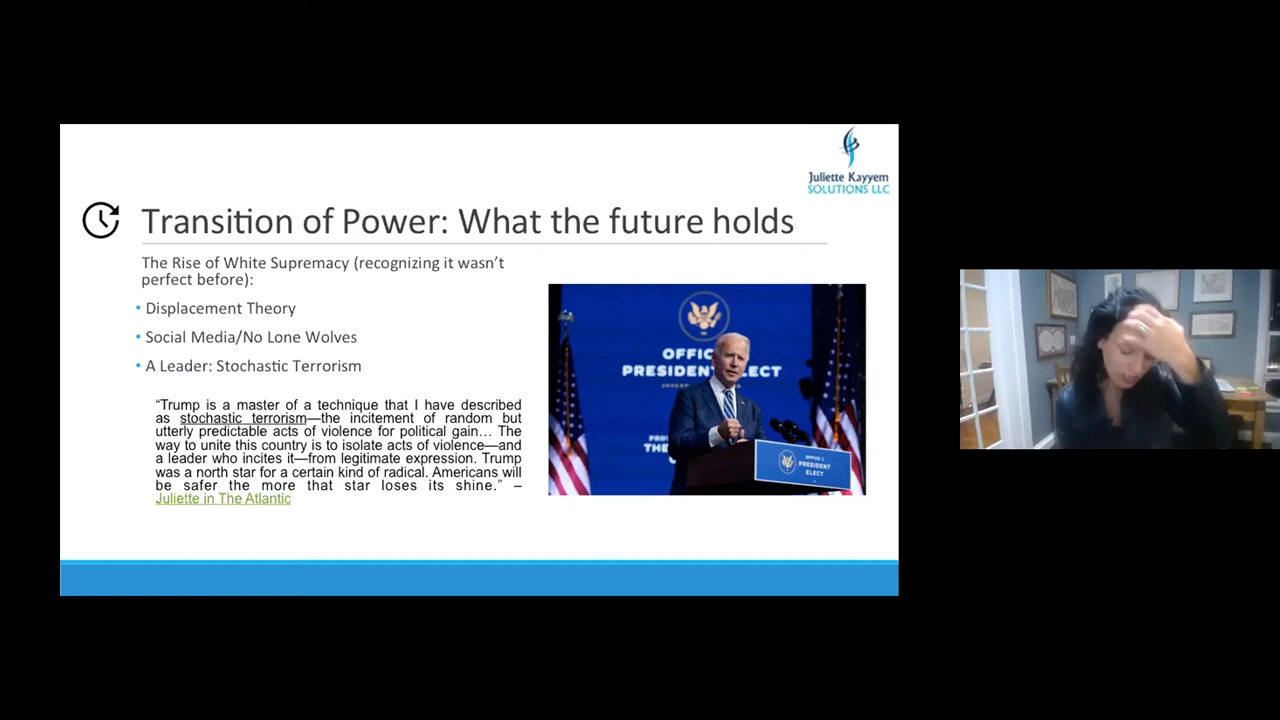 Juliette Kayyem
SOLUTIONS LLC
Transition of Power: What the future holds
The Rise of White Supremacy (recognizing it wasn’t
perfect before):
• Displacement Theory
• Social Media/No Lone Wolves
• A Leader: Stochastic Terrorism
“Trump is a master of a technique that I have described
as stochastic terrorism—the incitement of random but
utterly predictable acts of violence for political gain… The
way to unite this country is to isolate acts of violence—and
a leader who incites it—from legitimate expression. Trump
was a north star for a certain kind of radical. Americans will
be safer the more that star loses its shine.” –
Juliette in The Atlantic
OFFIC
PRESIDENT ELECT
THE
PRESIDENT
ELECT